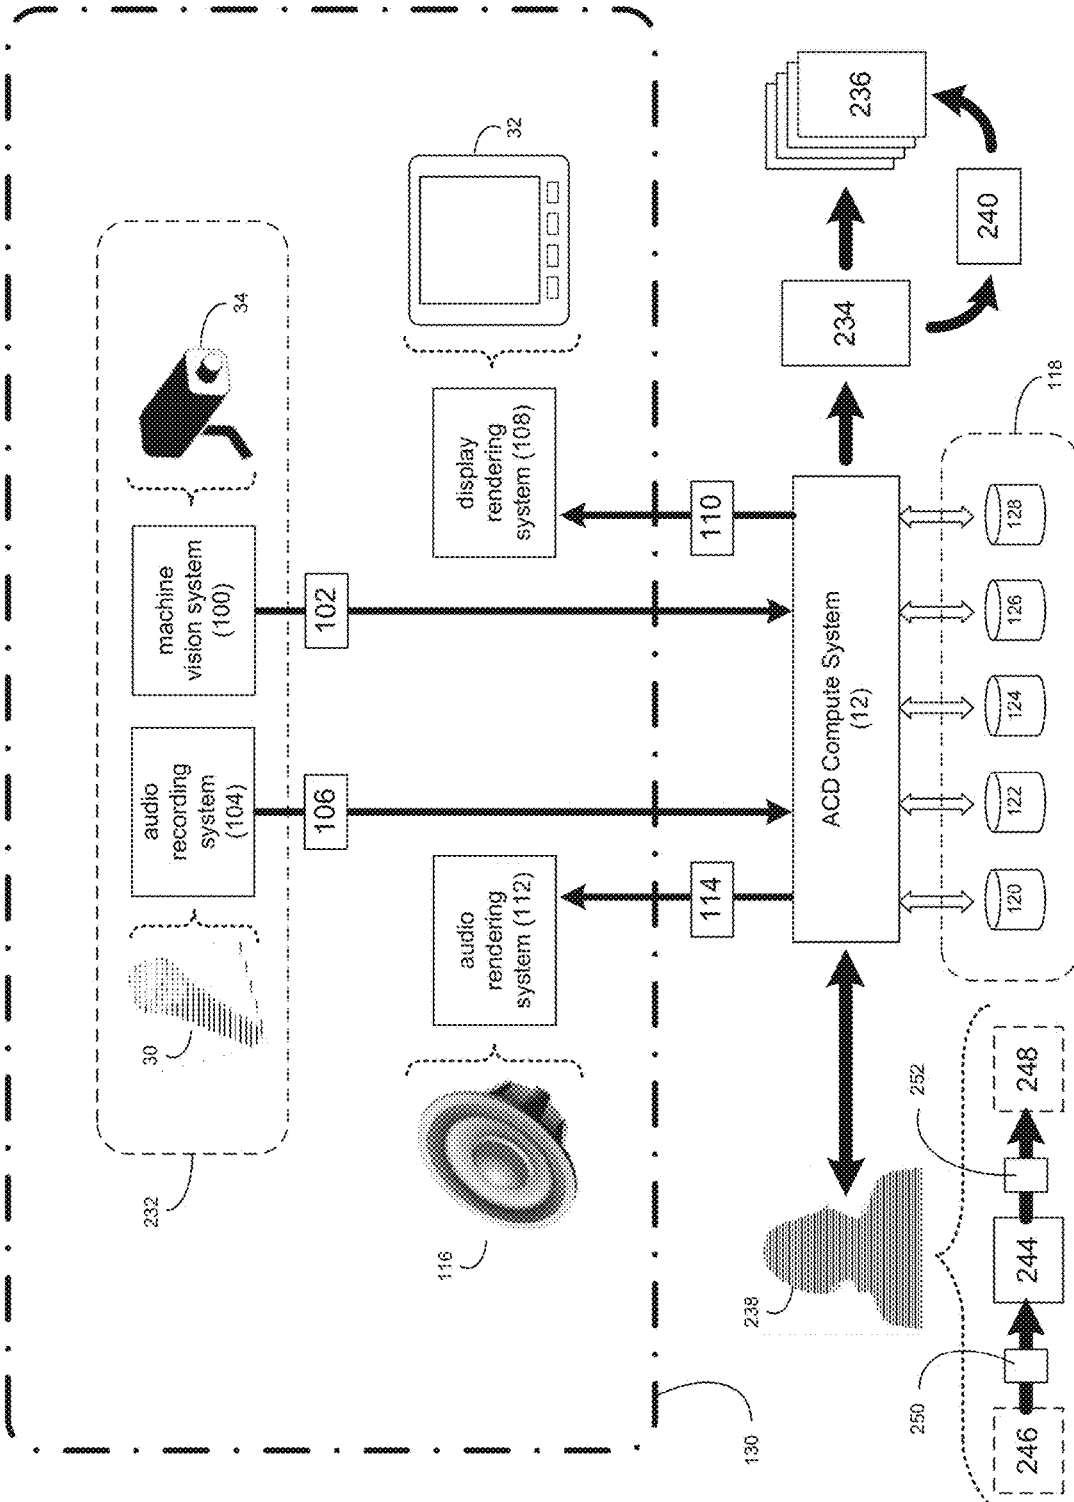 232
30
audio
recording
system
(104)
machine
vision system
(100)
34
106
102
116
audio
rendering
system (112)
display
rendering
system (108)
32
130
114
110
238
ACD Compute System
(12)
234
236
240
250
252
246
244
248
120
122
124
126
128
118